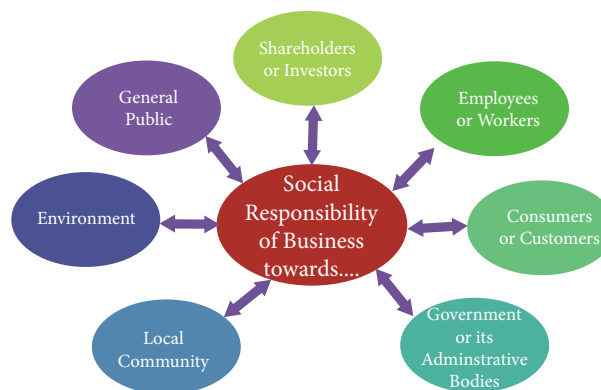 Shareholders
or Investors
General
Public
Employees
or Workers
Social
Responsibility
of Business
towards....
Environment
Consumers
or Customers
Local
Community
Government
or its
Adminstrative
Bodies